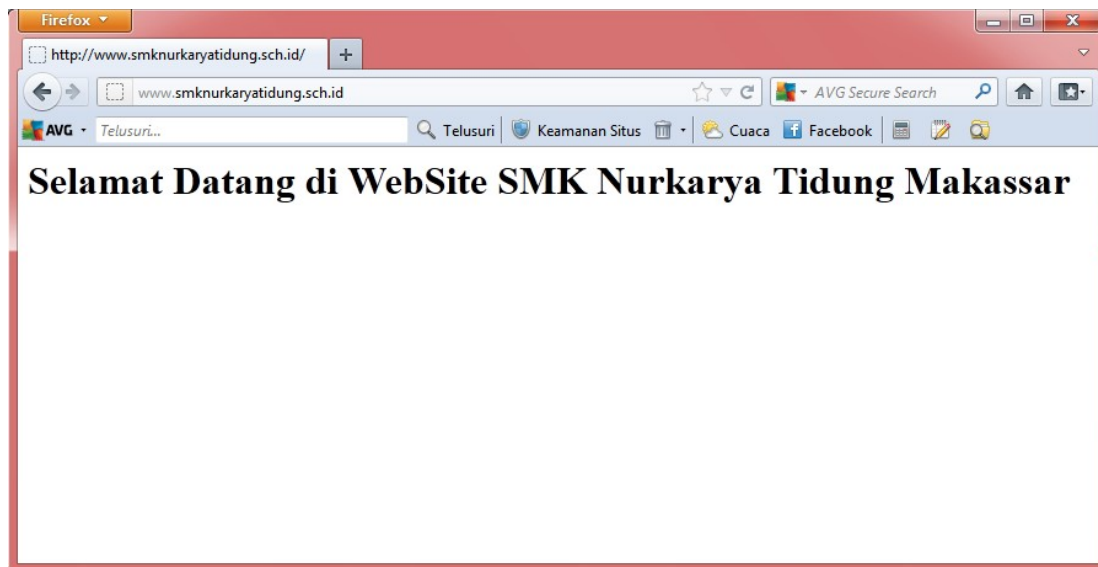 Firefox
http://www.smknurkaryatidung.sch.id/
www.smknurkaryatidung.sch.id
AVG Secure Search
AVG Telusuri... Telusuri Keamanan Situs Cuaca Facebook
Selamat Datang di WebSite SMK Nurkarya Tidung Makassar